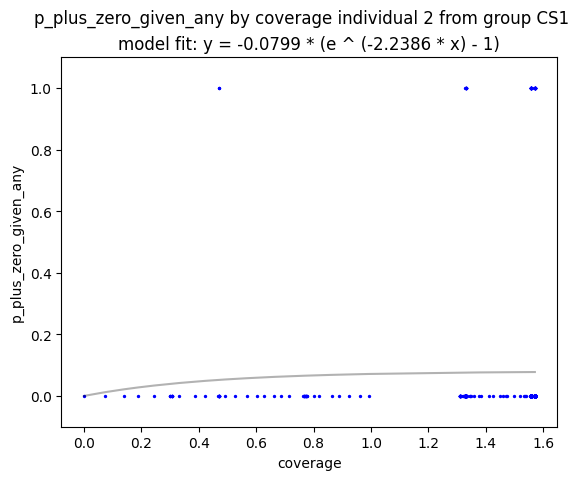 p_plus_zero_given_any by coverage individual 2 from group CS1
model fit: y = -0.0799 * (e ^ (-2.2386 * x) - 1)
p_plus_zero_given_any
1.0
0.8
0.6
0.4
0.2
0.0
0.0 0.2 0.4 0.6 0.8 1.0 1.2 1.4 1.6
coverage